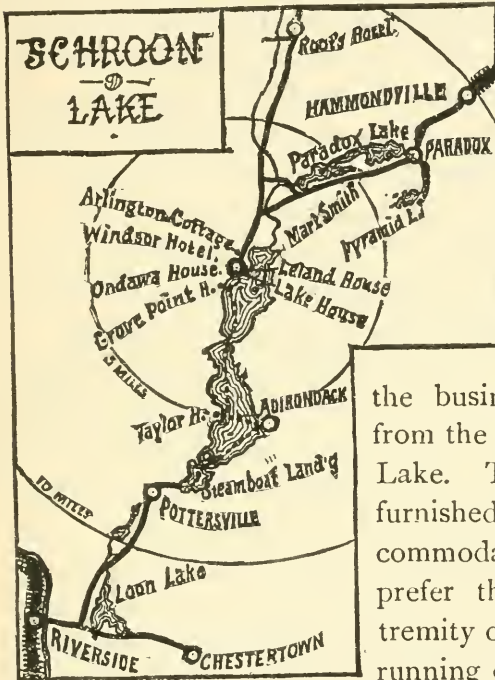 SCHROON
LAKE
Root's Hotel.
HAMMONDVILLE
Paradox Lake
PARADOX
Mart Smith
Pyramid L.
Arlington Cottage
Windsor Hotel.
Ondawa House.
Grove Point H.
Leland House
Lake House
5 MILES
Taylor H.
ADIRONDACK
Steamboat Land'g
10 MILES
POTTERSVILLE
Loon Lake
RIVERSIDE
CHESTERTOWN
the busin
from the
Lake. T
furnished
commoda
prefer th
tremity o
running